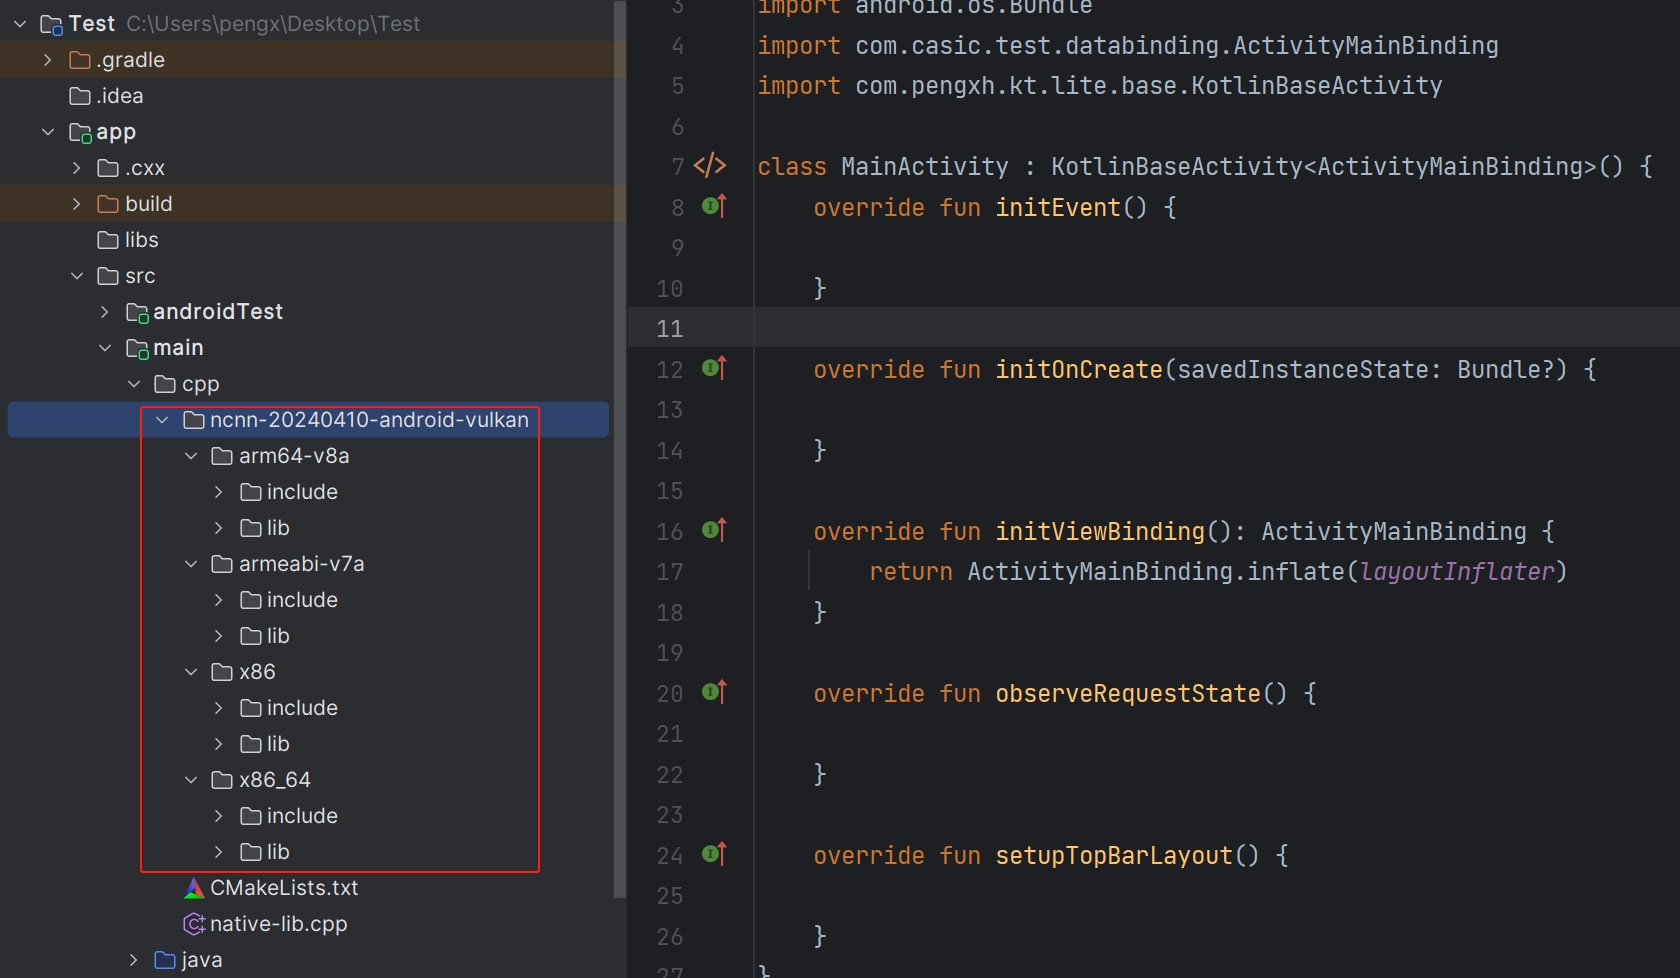 Test C:\Users\pengx\Desktop\Test
.gradle
.idea
app
.cxx
build
libs
src
androidTest
main
cpp
ncnn-20240410-android-vulkan
arm64-v8a
include
lib
armeabi-v7a
include
lib
x86
include
lib
x86_64
include
lib
CMakeLists.txt
native-lib.cpp
java
3 import android.os.Bundle
4 import com.casic.test.databinding.ActivityMainBinding
5 import com.pengxh.kt.lite.base.KotlinBaseActivity
6
7 class MainActivity : KotlinBaseActivity<ActivityMainBinding>() {
8 override fun initEvent() {
9
10 }
11
12 override fun initOnCreate(savedInstanceState: Bundle?) {
13
14 }
15
16 override fun initViewBinding(): ActivityMainBinding {
17 return ActivityMainBinding.inflate(layoutInflater)
18 }
19
20 override fun observeRequestState() {
21
22 }
23
24 override fun setupTopBarLayout() {
25
26 }
27 }